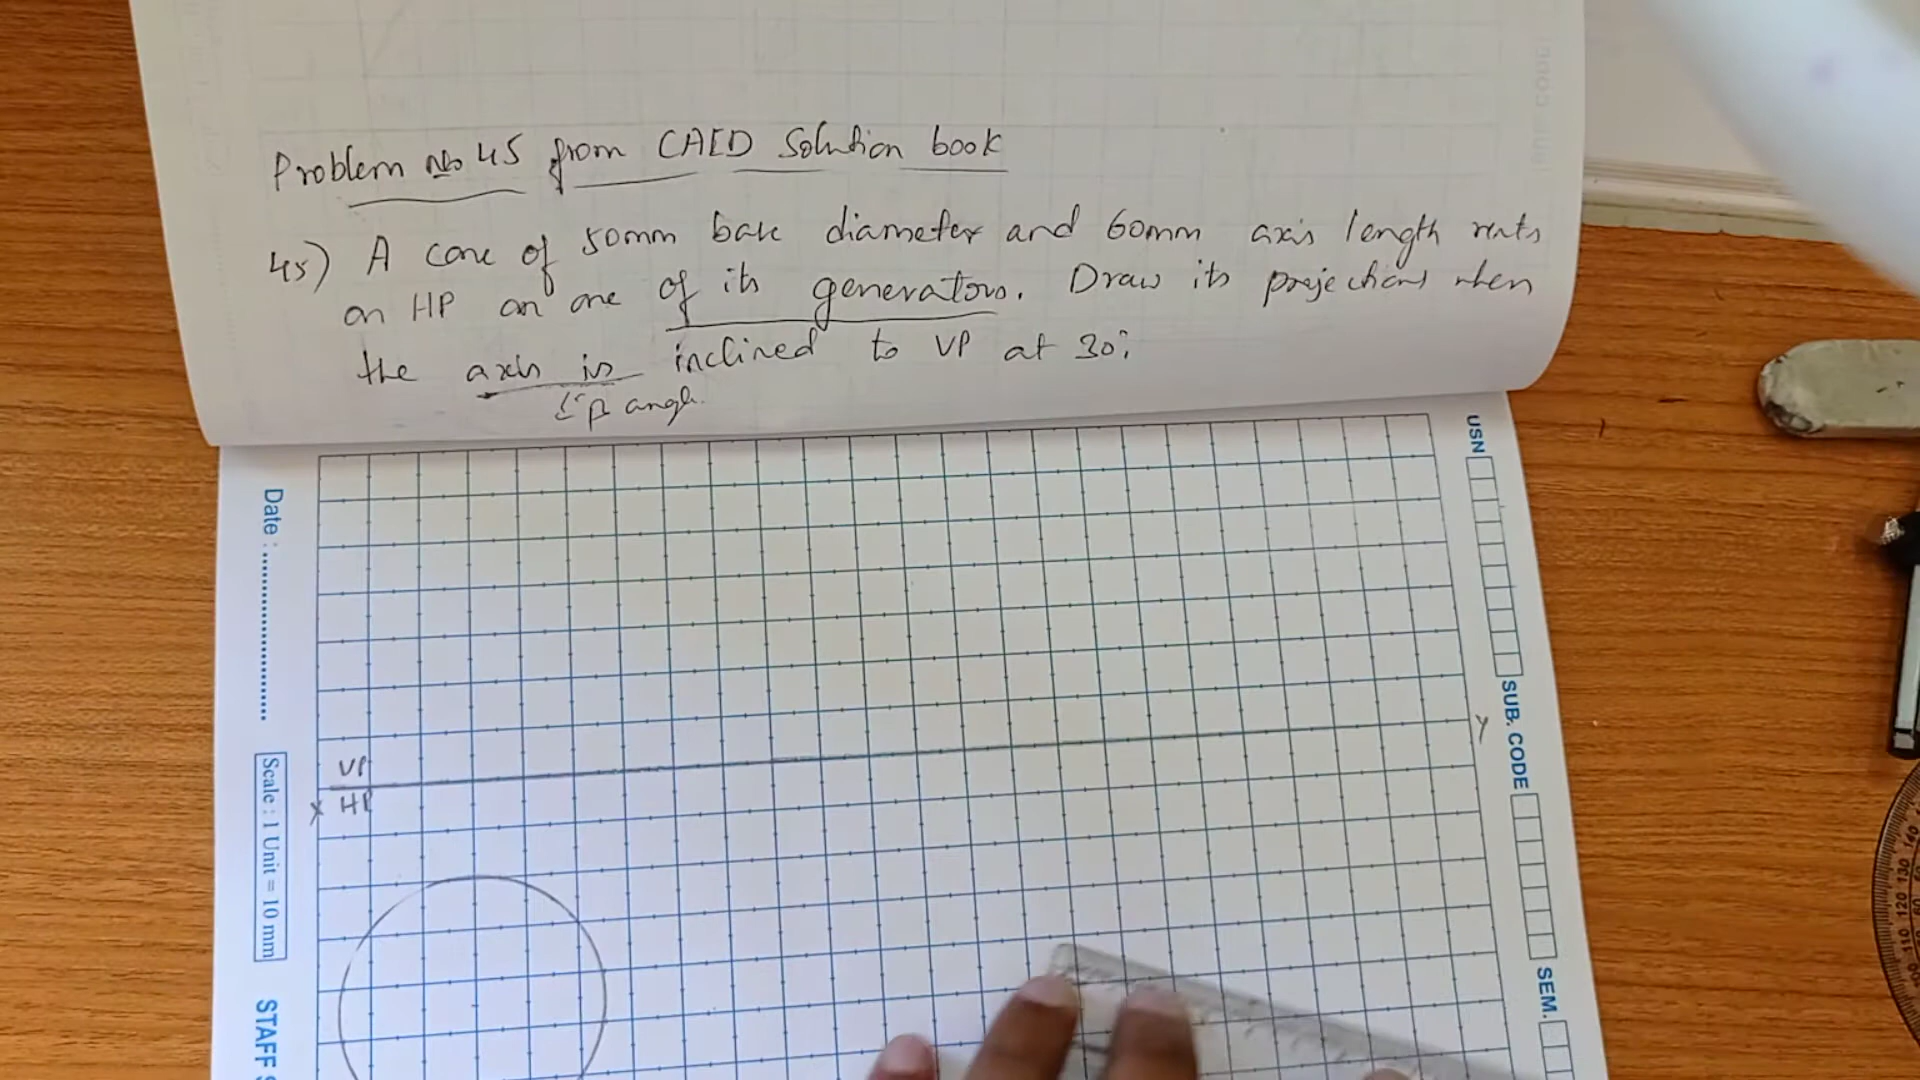 Problem No 45 from CAED Solution book
45) A cone of 50mm base diameter and 60mm axis length rests
on HP on one of its generators. Draw its projections when
the axis is inclined to VP at 30°.
β angle.
USN
Date :
SUB. CODE
Y
VP
HP
X
Scale : 1 Unit = 10 mm
SEM.
STAFF